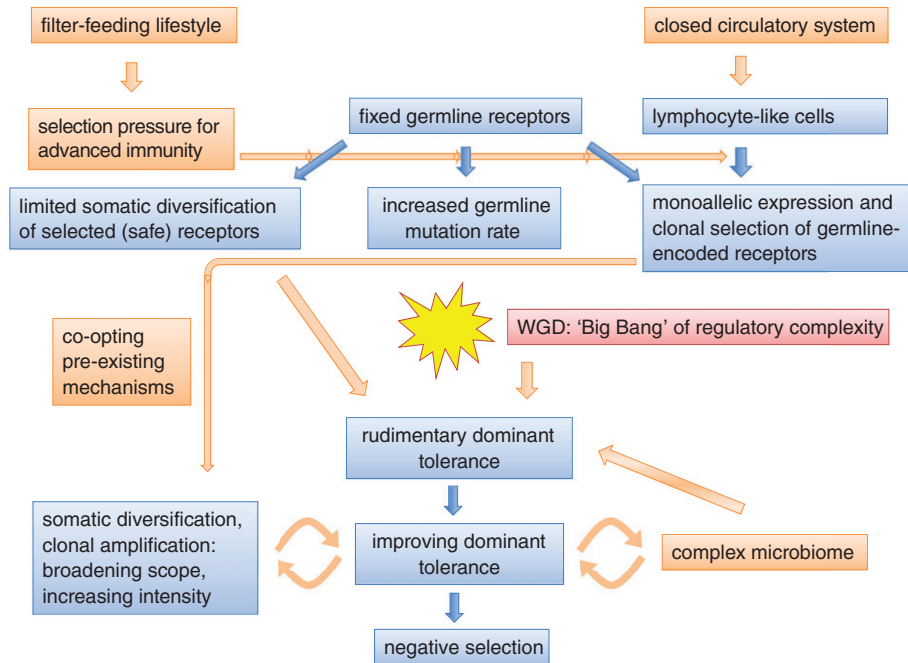 filter-feeding lifestyle
closed circulatory system
selection pressure for
advanced immunity
fixed germline receptors
lymphocyte-like cells
limited somatic diversification
of selected (safe) receptors
increased germline
mutation rate
monoallelic expression and
clonal selection of germline-
encoded receptors
co-opting
pre-existing
mechanisms
WGD: ‘Big Bang’ of regulatory complexity
rudimentary dominant
tolerance
somatic diversification,
clonal amplification:
broadening scope,
increasing intensity
improving dominant
tolerance
complex microbiome
negative selection